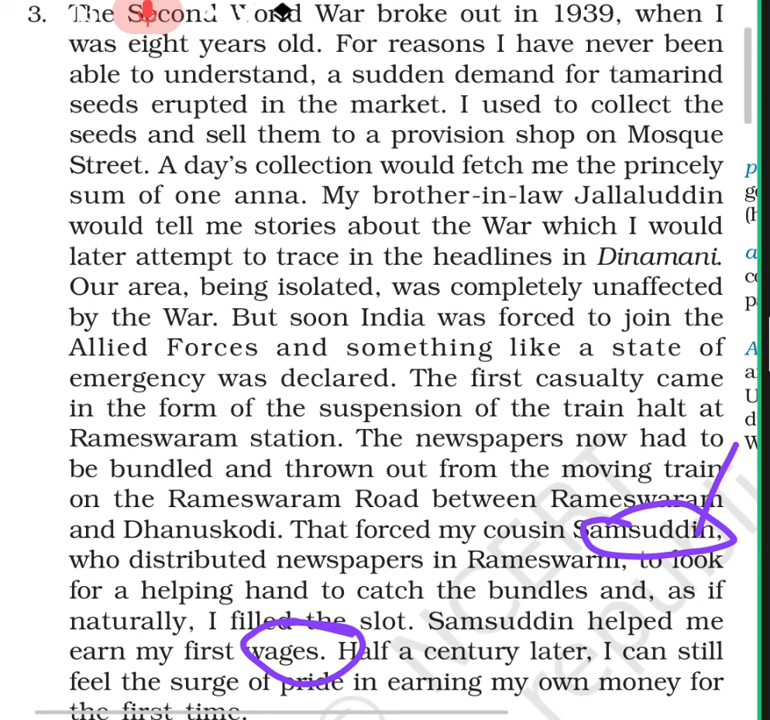 3. The Second World War broke out in 1939, when I
was eight years old. For reasons I have never been
able to understand, a sudden demand for tamarind
seeds erupted in the market. I used to collect the
seeds and sell them to a provision shop on Mosque
Street. A day's collection would fetch me the princely
sum of one anna. My brother-in-law Jallaluddin
would tell me stories about the War which I would
later attempt to trace in the headlines in Dinamani.
Our area, being isolated, was completely unaffected
by the War. But soon India was forced to join the
Allied Forces and something like a state of
emergency was declared. The first casualty came
in the form of the suspension of the train halt at
Rameswaram station. The newspapers now had to
be bundled and thrown out from the moving train
on the Rameswaram Road between Rameswaram
and Dhanuskodi. That forced my cousin Samsuddin,
who distributed newspapers in Rameswarm, to look
for a helping hand to catch the bundles and, as if
naturally, I filled the slot. Samsuddin helped me
earn my first wages. Half a century later, I can still
feel the surge of pride in earning my own money for
the first time.
© NCERT
republi